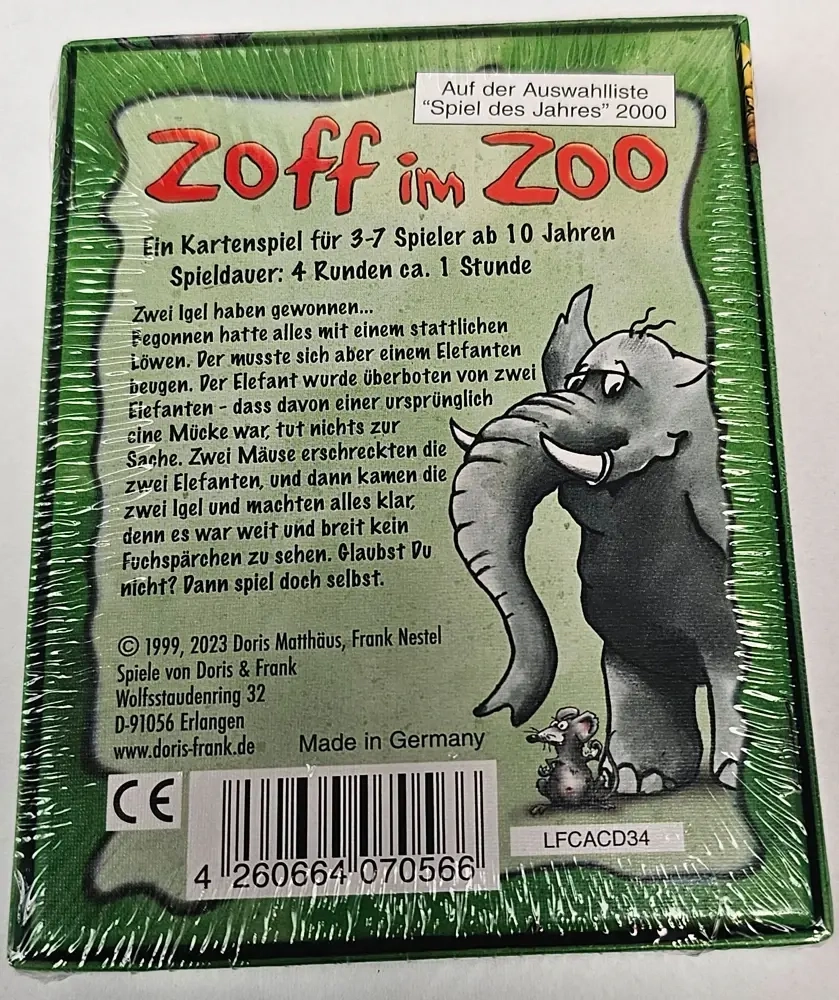 Auf der Auswahlliste
"Spiel des Jahres" 2000
Zoff im Zoo
Ein Kartenspiel für 3-7 Spieler ab 10 Jahren
Spieldauer: 4 Runden ca. 1 Stunde
Zwei Igel haben gewonnen...
Begonnen hatte alles mit einem stattlichen
Löwen. Der musste sich aber einem Elefanten
beugen. Der Elefant wurde überboten von zwei
Elefanten - dass davon einer ursprünglich
eine Mücke war, tut nichts zur
Sache. Zwei Mäuse erschreckten die
zwei Elefanten, und dann kamen die
zwei Igel und machten alles klar,
denn es war weit und breit kein
Fuchspärchen zu sehen. Glaubst Du
nicht? Dann spiel doch selbst.
© 1999, 2023 Doris Matthäus, Frank Nestel
Spiele von Doris & Frank
Wolfsstaudenring 32
D-91056 Erlangen
www.doris-frank.de
Made in Germany
CE
LFCACD34
4 260664 070566